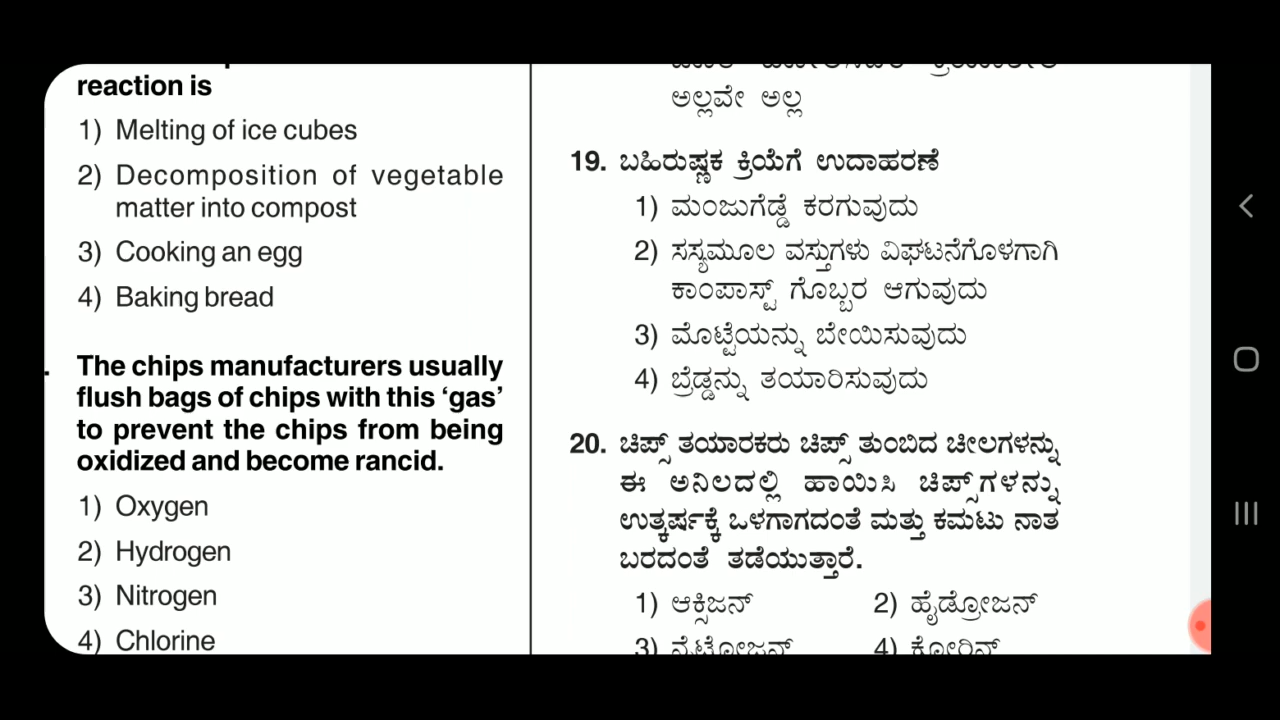 reaction is
1) Melting of ice cubes
2) Decomposition of vegetable
matter into compost
3) Cooking an egg
4) Baking bread
. The chips manufacturers usually
flush bags of chips with this ‘gas’
to prevent the chips from being
oxidized and become rancid.
1) Oxygen
2) Hydrogen
3) Nitrogen
4) Chlorine
ಅಲ್ಲವೇ ಅಲ್ಲ
19. ಬಹಿರುಷ್ಣಕ ಕ್ರಿಯೆಗೆ ಉದಾಹರಣೆ
1) ಮಂಜುಗೆಡ್ಡೆ ಕರಗುವುದು
2) ಸಸ್ಯಮೂಲ ವಸ್ತುಗಳು ವಿಘಟನೆಗೊಳಗಾಗಿ
ಕಾಂಪಾಸ್ಟ್ ಗೊಬ್ಬರ ಆಗುವುದು
3) ಮೊಟ್ಟೆಯನ್ನು ಬೇಯಿಸುವುದು
4) ಬ್ರೆಡ್ಡನ್ನು ತಯಾರಿಸುವುದು
20. ಚಿಪ್ಸ್ ತಯಾರಕರು ಚಿಪ್ಸ್ ತುಂಬಿದ ಚೀಲಗಳನ್ನು
ಈ ಅನಿಲದಲ್ಲಿ ಹಾಯಿಸಿ ಚಿಪ್ಸ್‌ಗಳನ್ನು
ಉತ್ಕರ್ಷಕ್ಕೆ ಒಳಗಾಗದಂತೆ ಮತ್ತು ಕಮಟು ನಾತ
ಬರದಂತೆ ತಡೆಯುತ್ತಾರೆ.
1) ಆಕ್ಸಿಜನ್ 2) ಹೈಡ್ರೋಜನ್
3) ನೈಟ್ರೋಜನ್ 4) ಕ್ಲೋರಿನ್